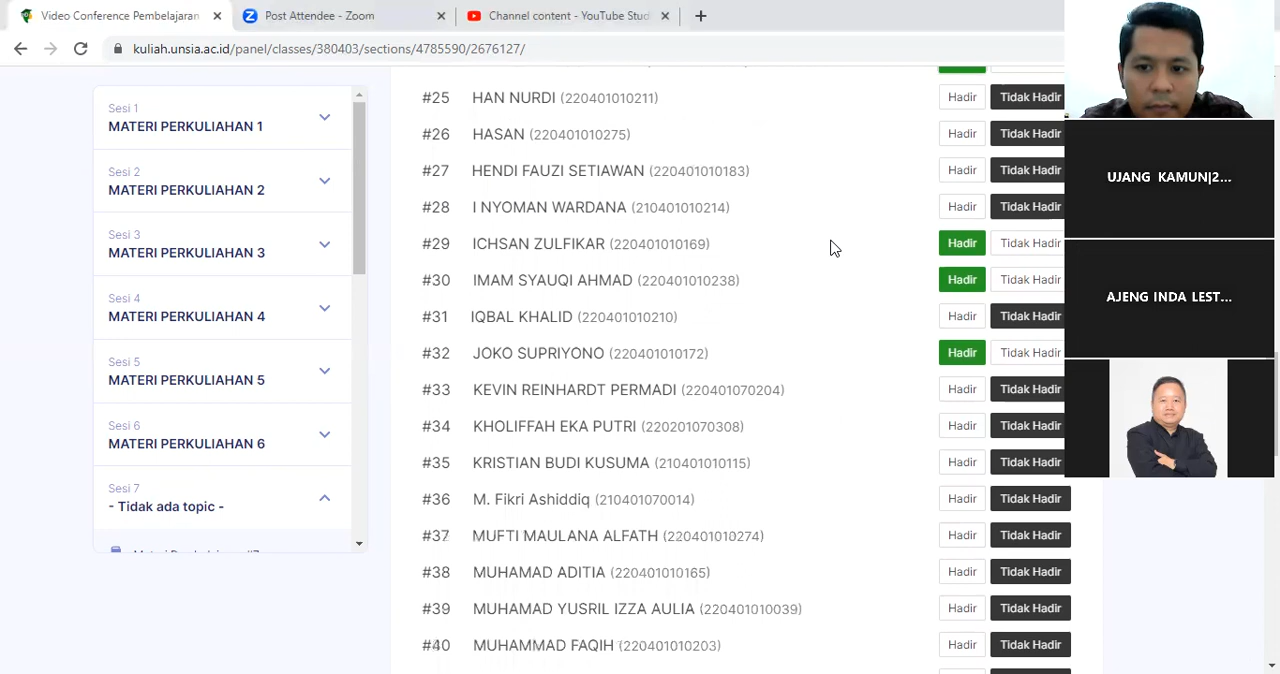 Video Conference Pembelajaran
Post Attendee - Zoom
Channel content - YouTube Stud
kuliah.unsia.ac.id/panel/classes/380403/sections/4785590/2676127/
Sesi 1
MATERI PERKULIAHAN 1
Sesi 2
MATERI PERKULIAHAN 2
Sesi 3
MATERI PERKULIAHAN 3
Sesi 4
MATERI PERKULIAHAN 4
Sesi 5
MATERI PERKULIAHAN 5
Sesi 6
MATERI PERKULIAHAN 6
Sesi 7
- Tidak ada topic -
#25 HAN NURDI (220401010211) Hadir Tidak Hadir
#26 HASAN (220401010275) Hadir Tidak Hadir
#27 HENDI FAUZI SETIAWAN (220401010183) Hadir Tidak Hadir
#28 I NYOMAN WARDANA (210401010214) Hadir Tidak Hadir
#29 ICHSAN ZULFIKAR (220401010169) Hadir Tidak Hadir
#30 IMAM SYAUQI AHMAD (220401010238) Hadir Tidak Hadir
#31 IQBAL KHALID (220401010210) Hadir Tidak Hadir
#32 JOKO SUPRIYONO (220401010172) Hadir Tidak Hadir
#33 KEVIN REINHARDT PERMADI (220401070204) Hadir Tidak Hadir
#34 KHOLIFFAH EKA PUTRI (220201070308) Hadir Tidak Hadir
#35 KRISTIAN BUDI KUSUMA (210401010115) Hadir Tidak Hadir
#36 M. Fikri Ashiddiq (210401070014) Hadir Tidak Hadir
#37 MUFTI MAULANA ALFATH (220401010274) Hadir Tidak Hadir
#38 MUHAMAD ADITIA (220401010165) Hadir Tidak Hadir
#39 MUHAMAD YUSRIL IZZA AULIA (220401010039) Hadir Tidak Hadir
#40 MUHAMMAD FAQIH (220401010203) Hadir Tidak Hadir
UJANG KAMUN|2...
AJENG INDA LEST...